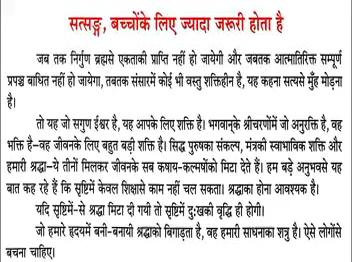 सत्सङ्ग, बच्चोंके लिए ज्यादा जरूरी होता है
जब तक निर्गुण ब्रह्मसे एकताकी प्राप्ति नहीं हो जायेगी और जबतक आत्मातिरिक्त सम्पूर्ण
प्रपञ्च बाधित नहीं हो जायेगा, तबतक संसारमें कोई भी वस्तु शक्तिहीन है, यह कहना सत्यसे मुँह मोड़ना
है।
तो यह जो सगुण ईश्वर है, यह आपके लिए शक्ति है। भगवान्के श्रीचरणोंमें जो अनुरक्ति है, वह
भक्ति है–वह जीवनके लिए बहुत बड़ी शक्ति है। सिद्ध पुरुषका संकल्प, मंत्रकी स्वाभाविक शक्ति और
हमारी श्रद्धा–ये तीनों मिलकर जीवनके सब कषाय-कल्मषोंको मिटा देते हैं। हम बड़े अनुभवसे यह
बात कह रहे हैं कि सृष्टिमें केवल शिक्षासे काम नहीं चल सकता। श्रद्धाका होना आवश्यक है।
यदि सृष्टिमें-से श्रद्धा मिटा दी गयी तो सृष्टिमें दुःखकी वृद्धि ही होगी।
जो हमारे हृदयमें बनी-बनायी श्रद्धाको बिगाड़ता है, वह हमारी साधनाका शत्रु है। ऐसे लोगोंसे
बचना चाहिए।